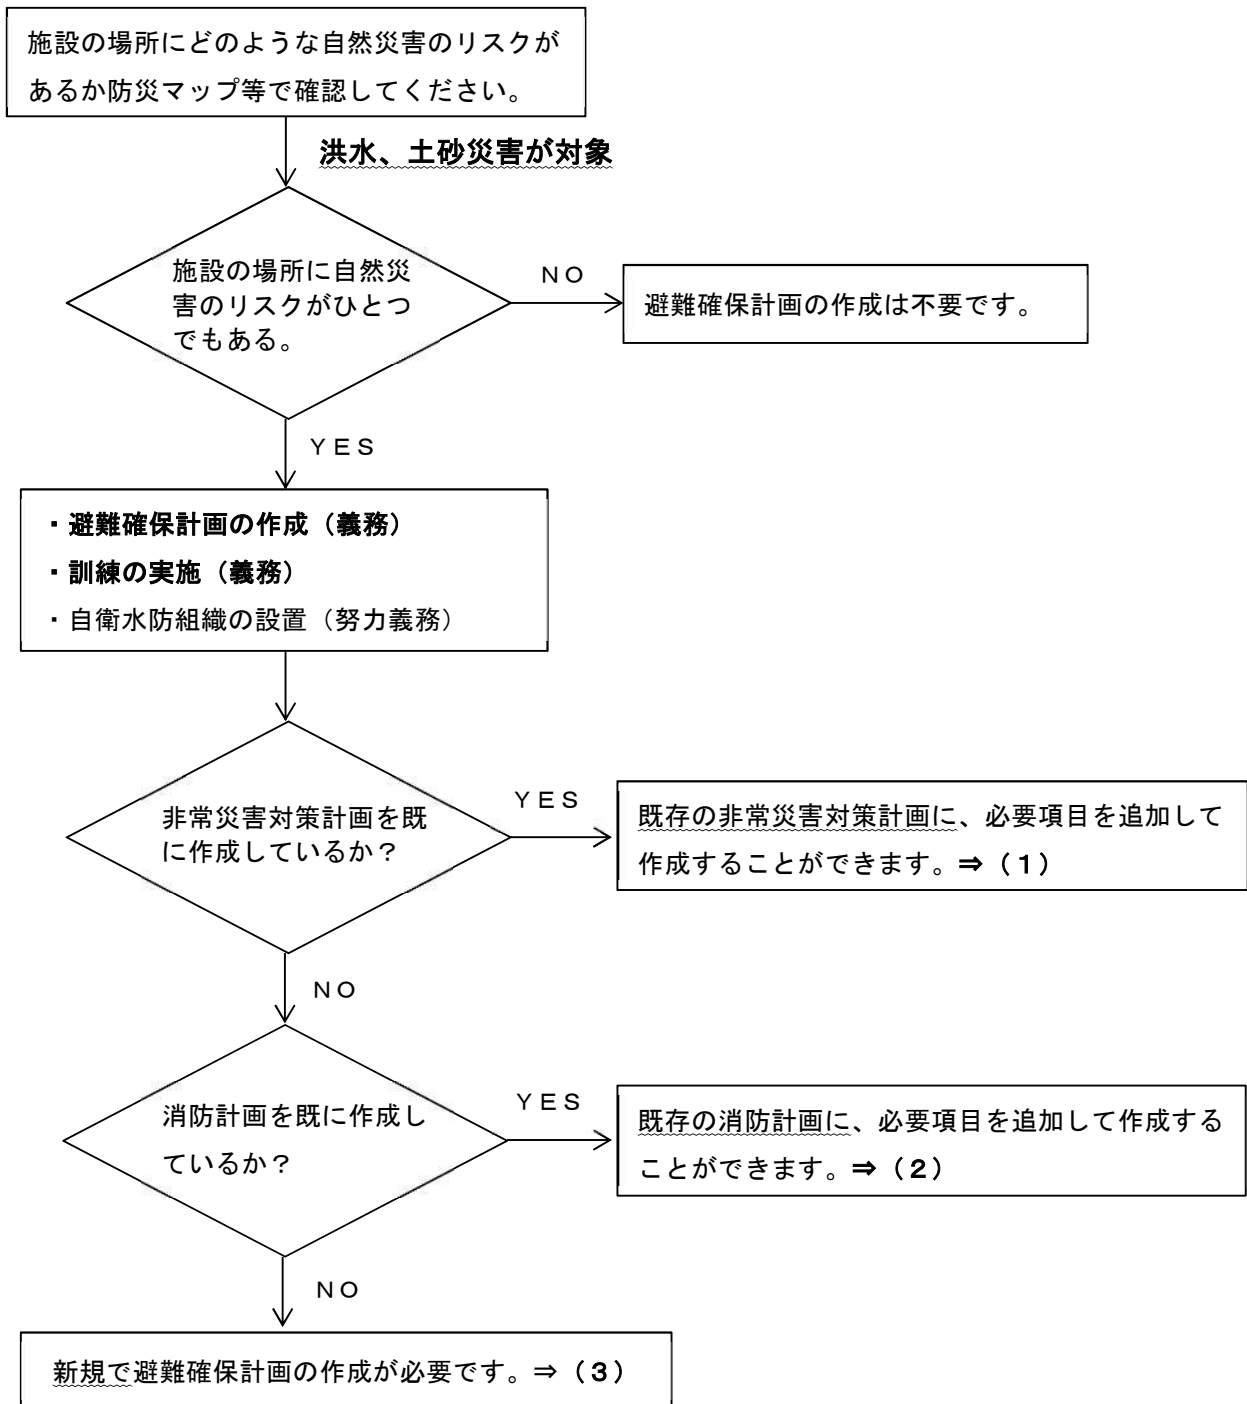 施設の場所にどのような自然災害のリスクが
あるか防災マップ等で確認してください。
洪水、土砂災害が対象
施設の場所に自然災
害のリスクがひとつ
でもある。
ＮＯ
避難確保計画の作成は不要です。
ＹＥＳ
・避難確保計画の作成（義務）
・訓練の実施（義務）
・自衛水防組織の設置（努力義務）
非常災害対策計画を既
に作成しているか？
ＹＥＳ
既存の非常災害対策計画に、必要項目を追加して
作成することができます。⇒（１）
ＮＯ
消防計画を既に作成し
ているか？
ＹＥＳ
既存の消防計画に、必要項目を追加して作成する
ことができます。⇒（２）
ＮＯ
新規で避難確保計画の作成が必要です。⇒（３）